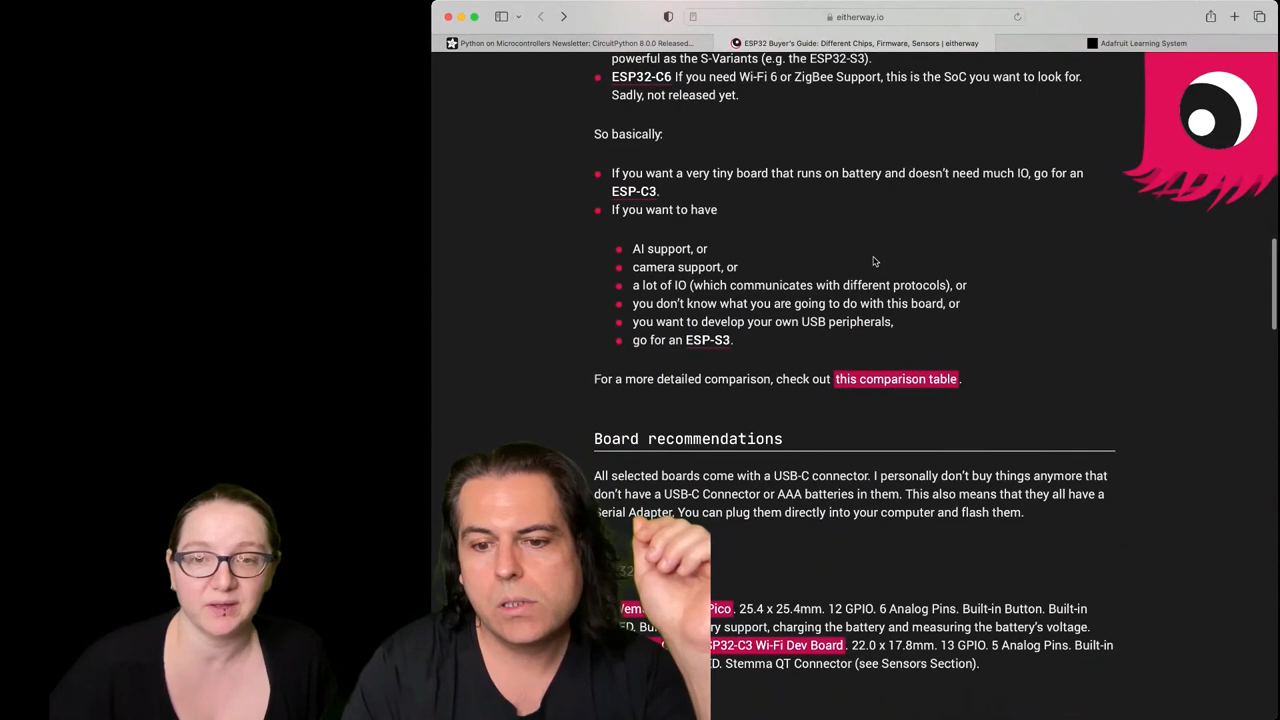 eitherway.io
Python on Microcontrollers Newsletter: CircuitPython 8.0.0 Released...
ESP32 Buyer's Guide: Different Chips, Firmware, Sensors | eitherway
Adafruit Learning System
powerful as the S-Variants (e.g. the ESP32-S3).
ESP32-C6 If you need Wi-Fi 6 or ZigBee Support, this is the SoC you want to look for.
Sadly, not released yet.
So basically:
If you want a very tiny board that runs on battery and doesn't need much IO, go for an
ESP-C3.
If you want to have
AI support, or
camera support, or
a lot of IO (which communicates with different protocols), or
you don't know what you are going to do with this board, or
you want to develop your own USB peripherals,
go for an ESP-S3.
For a more detailed comparison, check out this comparison table.
Board recommendations
All selected boards come with a USB-C connector. I personally don't buy things anymore that
don't have a USB-C Connector or AAA batteries in them. This also means that they all have a
Serial Adapter. You can plug them directly into your computer and flash them.
Pico. 25.4 x 25.4mm. 12 GPIO. 6 Analog Pins. Built-in Button. Built-in
support, charging the battery and measuring the battery's voltage.
Wi-Fi Dev Board. 22.0 x 17.8mm. 13 GPIO. 5 Analog Pins. Built-in
Stemma QT Connector (see Sensors Section).